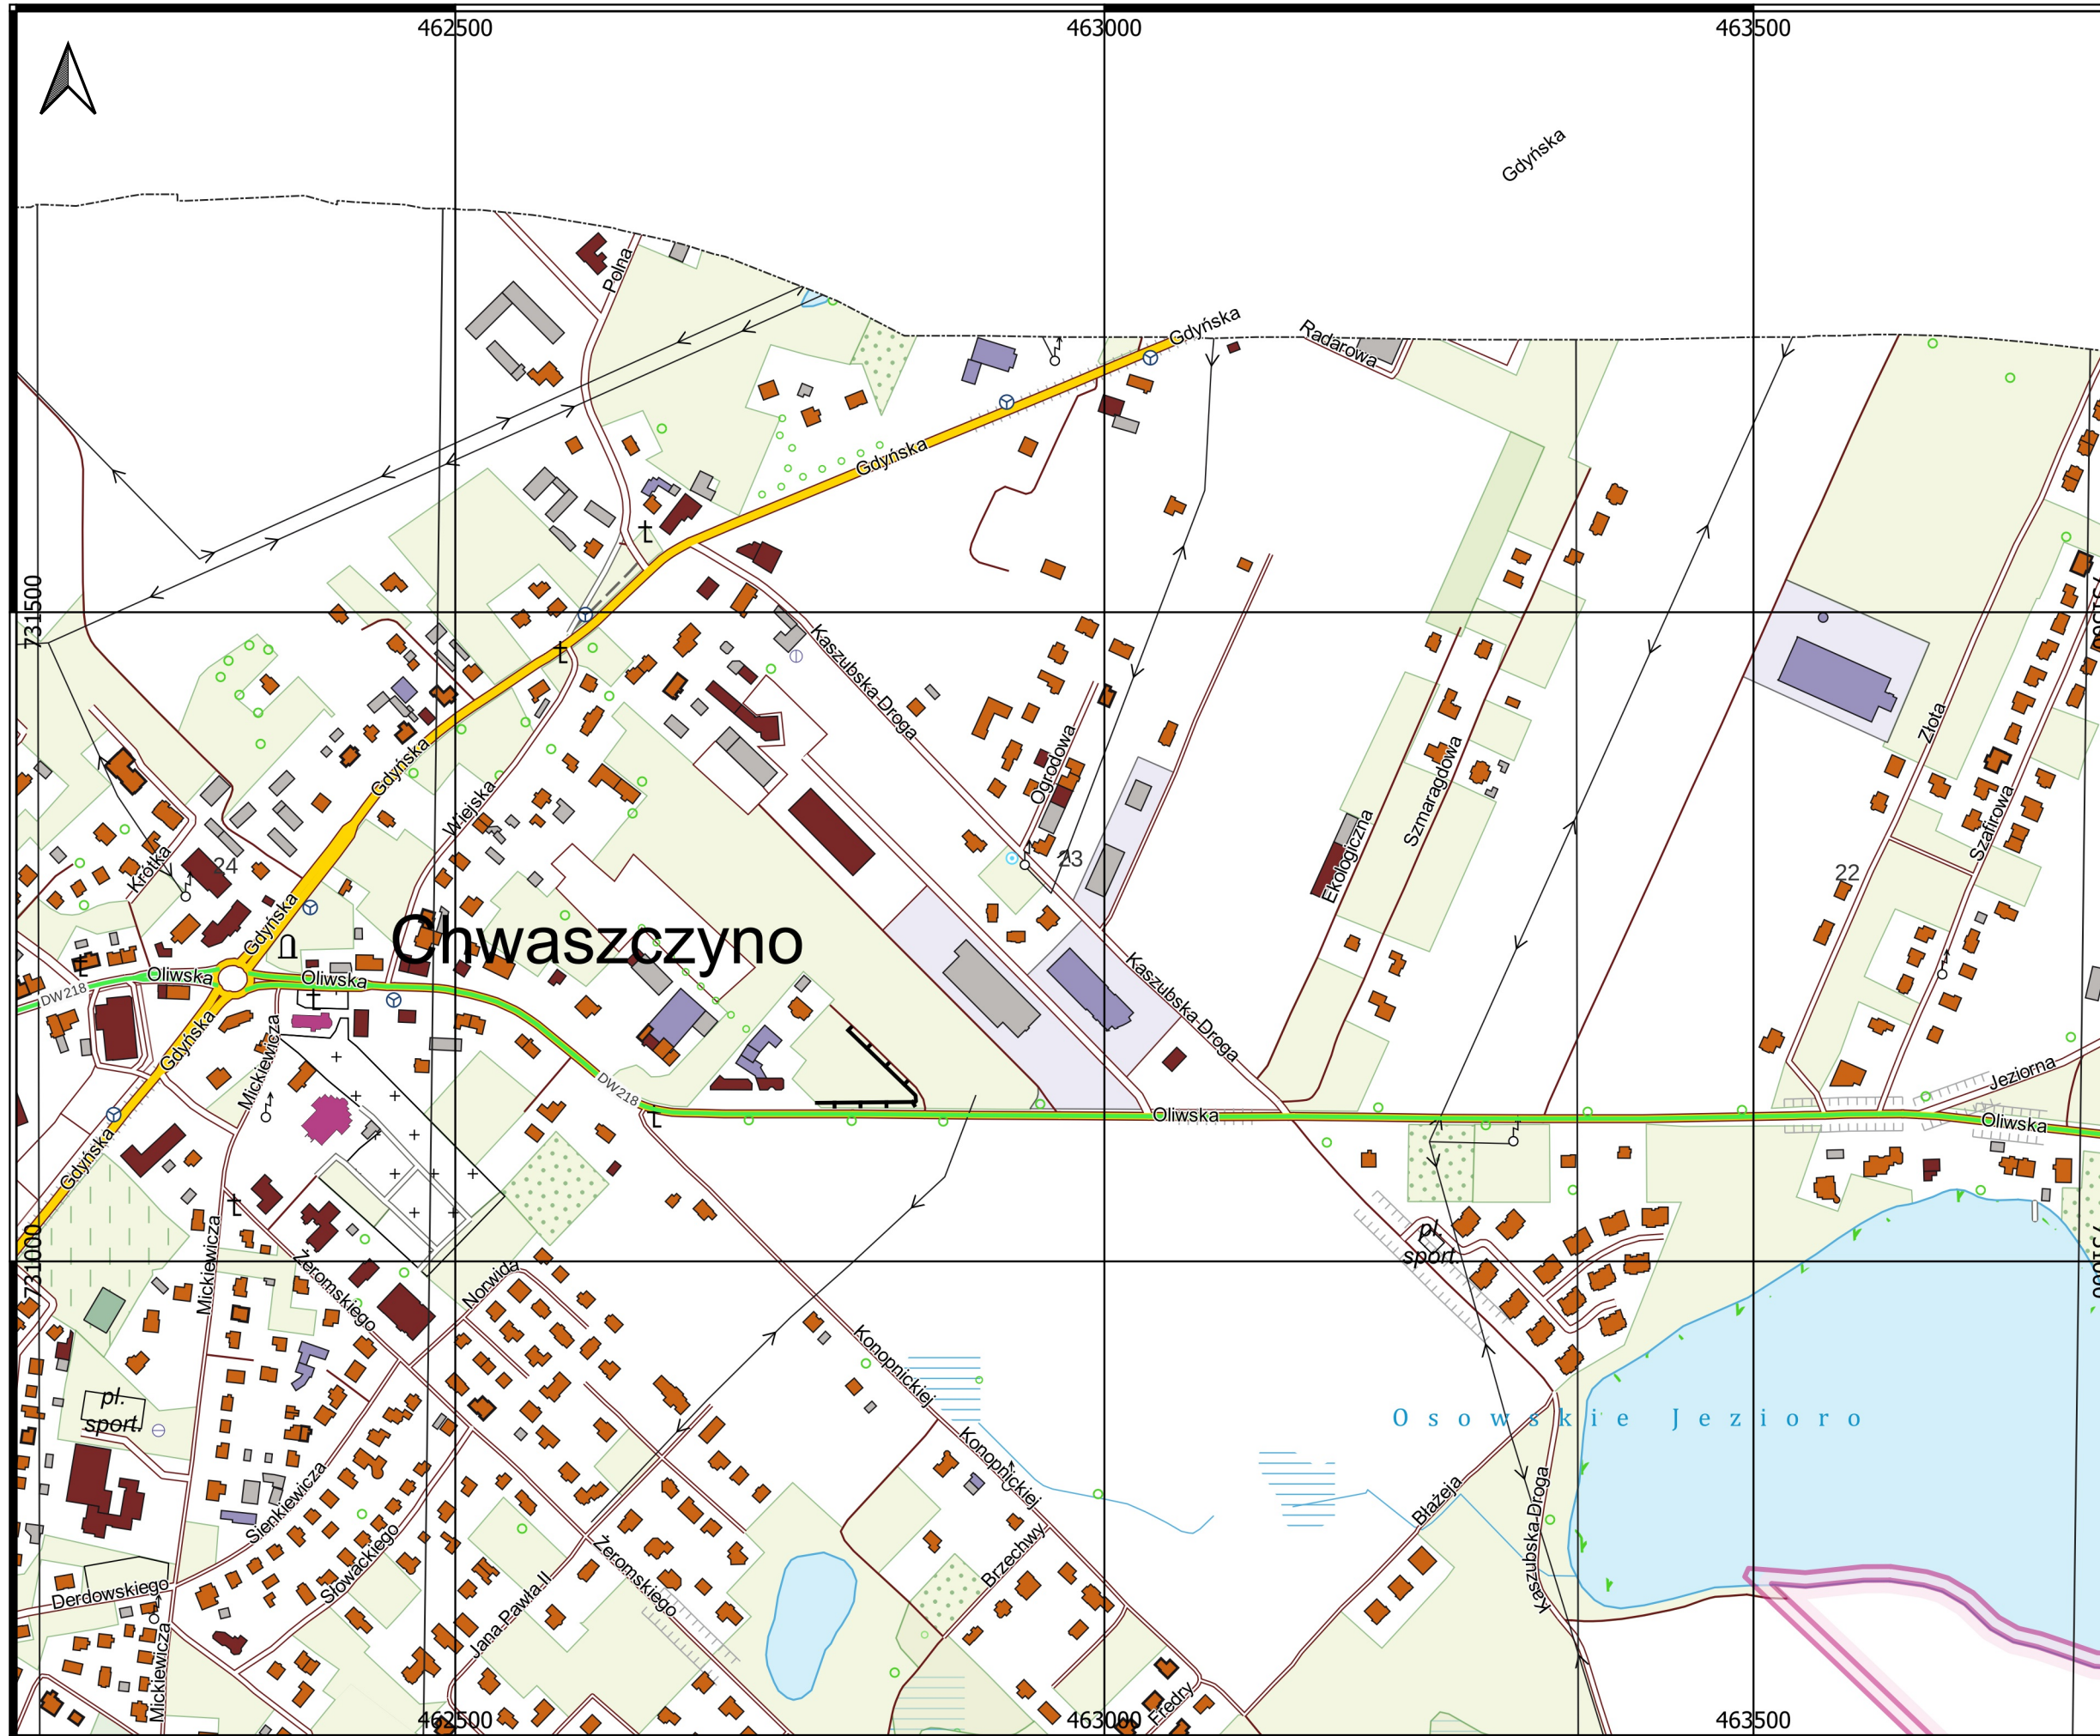 462500
463000
463500
Gdyńska
Polna
Gdyńska
Radarowa
Gdyńska
731500
Kaszubska Droga
Ogrodowa
Złota
Gdyńska
Wiejska
Szmaragdowa
Szafirowa
Ekologiczna
Krótka
24
23
22
Gdyńska
Chwaszczyno
Oliwska
Oliwska
DW218
Kaszubska Droga
Gdyńska
Mickiewicza
DW218
Oliwska
Jeziorna
Oliwska
Gdyńska
731000
Mickiewicza
Żeromskiego
Norwida
pl.
sport.
Konopnickiej
pl.
sport.
Osowskie Jezioro
Konopnickiej
Sienkiewicza
Słowackiego
Błażeja
Kaszubska Droga
Brzechwy
Żeromskiego
Derdowskiego
Jana Pawła II
Mickiewicza
Fredry
462500
463000
463500